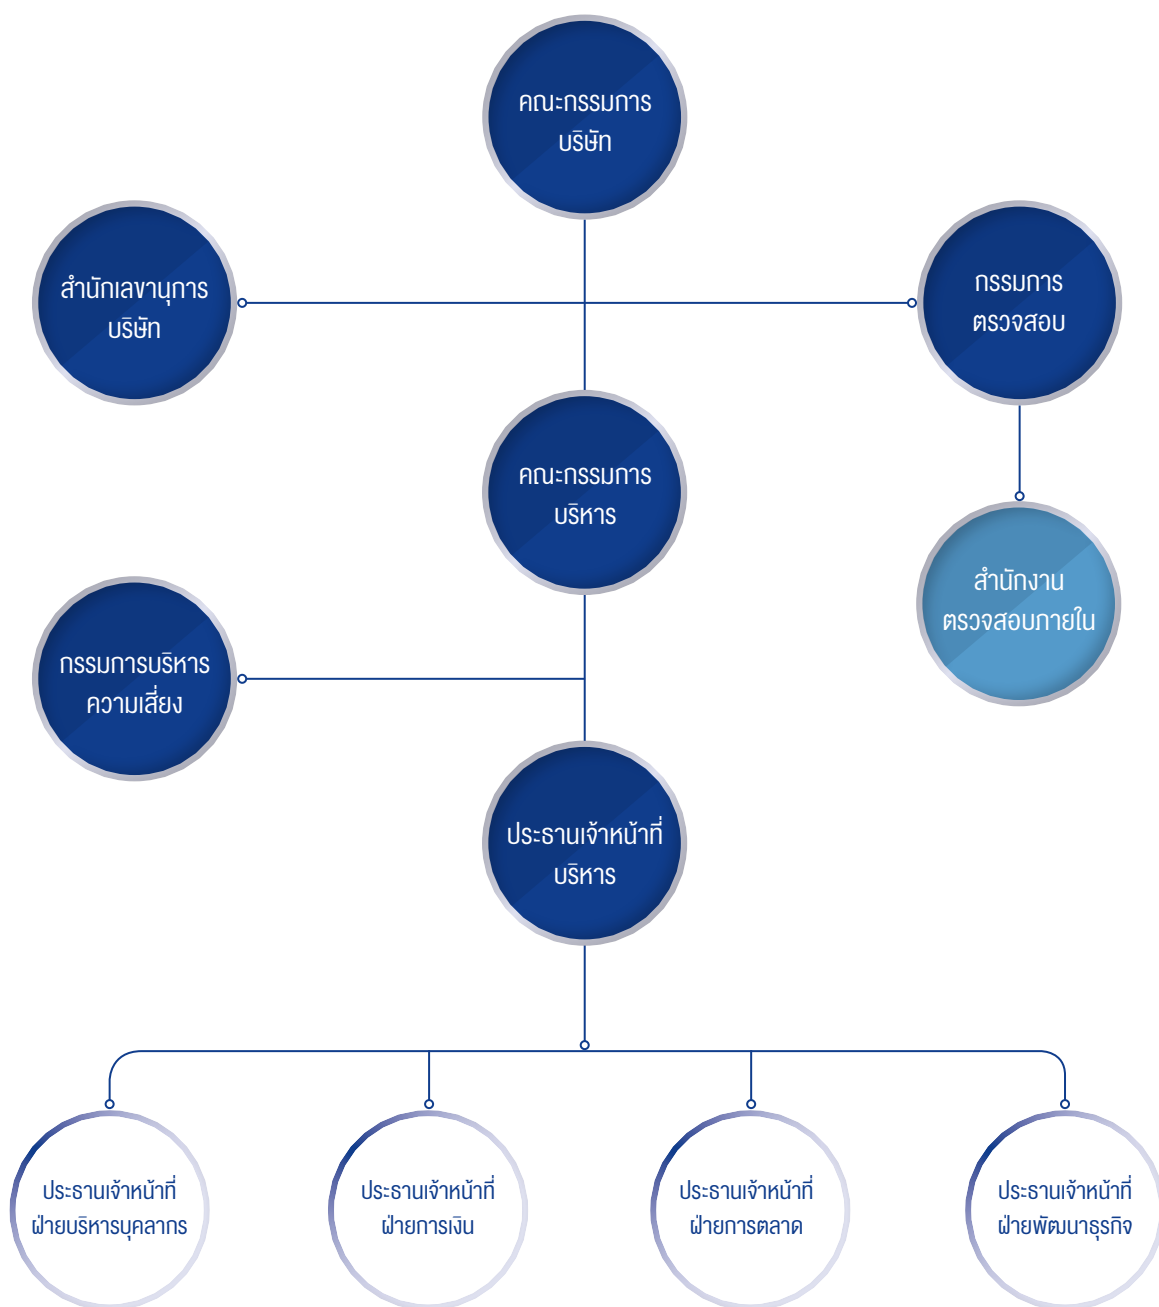 คณะกรรมการ
บริษัท
สำนักเลขานุการ
บริษัท
กรรมการ
ตรวจสอบ
คณะกรรมการ
บริหาร
สำนักงาน
ตรวจสอบภายใน
กรรมการบริหาร
ความเสี่ยง
ประธานเจ้าหน้าที่
บริหาร
ประธานเจ้าหน้าที่
ฝ่ายบริหารบุคลากร
ประธานเจ้าหน้าที่
ฝ่ายการเงิน
ประธานเจ้าหน้าที่
ฝ่ายการตลาด
ประธานเจ้าหน้าที่
ฝ่ายพัฒนาธุรกิจ